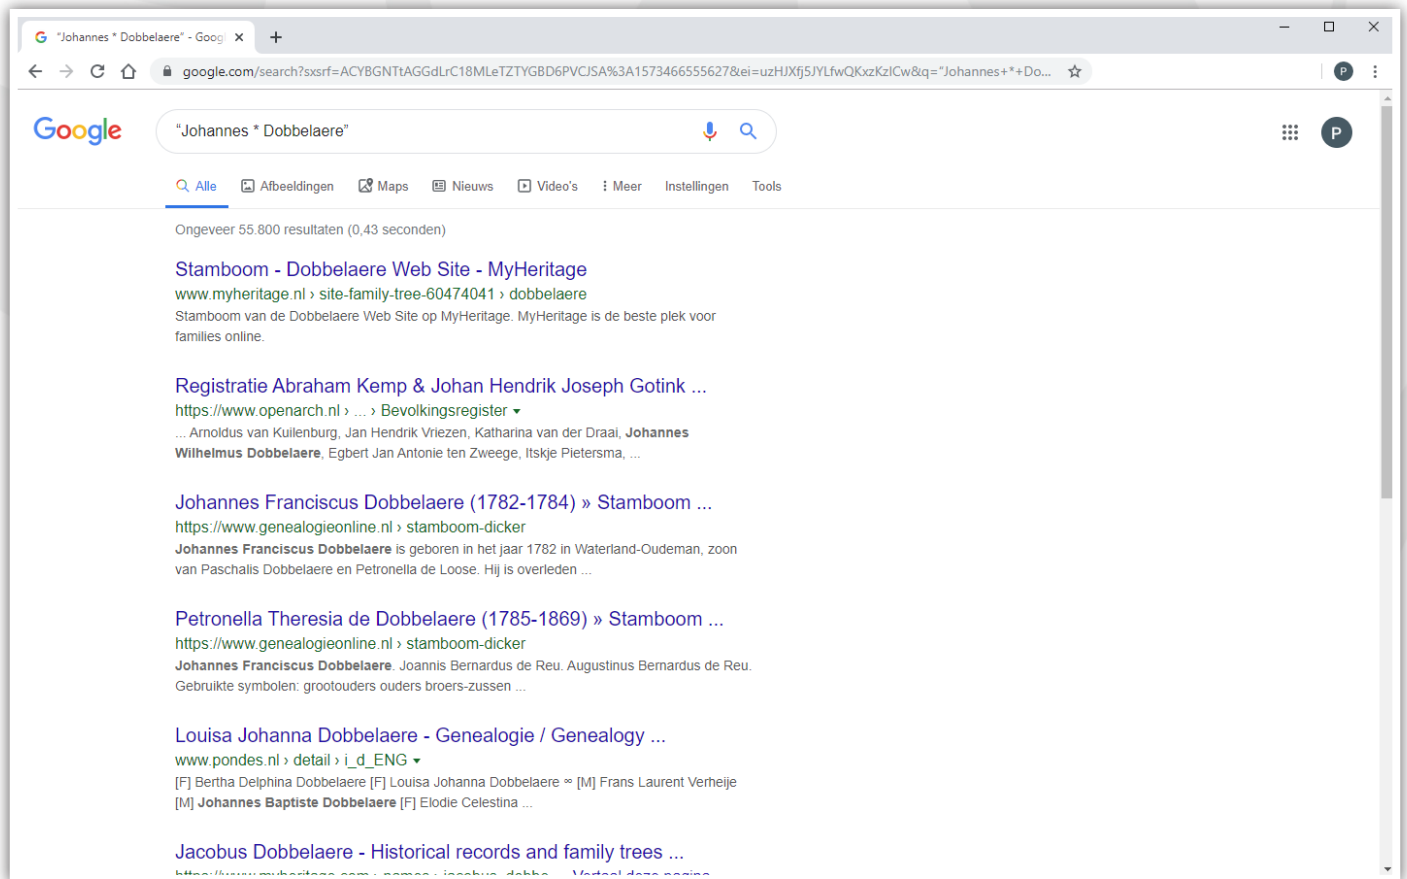 "Johannes * Dobbelaere" - Goog
google.com/search?sxsrf=ACYBGNTtAGGdLrC18MLeTZTYGBD6PVCJSA%3A1573466555627&ei=uzHJXfj5JYLfwQKxzKzICw&q="Johannes+*+Do...
P
Google
"Johannes * Dobbelaere"
P
Alle Afbeeldingen Maps Nieuws Video's Meer Instellingen Tools
Ongeveer 55.800 resultaten (0,43 seconden)
Stamboom - Dobbelaere Web Site - MyHeritage
www.myheritage.nl › site-family-tree-60474041 › dobbelaere
Stamboom van de Dobbelaere Web Site op MyHeritage. MyHeritage is de beste plek voor
families online.
Registratie Abraham Kemp & Johan Hendrik Joseph Gotink ...
https://www.openarch.nl › ... › Bevolkingsregister
... Arnoldus van Kuilenburg, Jan Hendrik Vriezen, Katharina van der Draai, Johannes
Wilhelmus Dobbelaere, Egbert Jan Antonie ten Zweege, Itskje Pietersma, ...
Johannes Franciscus Dobbelaere (1782-1784) » Stamboom ...
https://www.genealogieonline.nl › stamboom-dicker
Johannes Franciscus Dobbelaere is geboren in het jaar 1782 in Waterland-Oudeman, zoon
van Paschalis Dobbelaere en Petronella de Loose. Hij is overleden ...
Petronella Theresia de Dobbelaere (1785-1869) » Stamboom ...
https://www.genealogieonline.nl › stamboom-dicker
Johannes Franciscus Dobbelaere. Joannis Bernardus de Reu. Augustinus Bernardus de Reu.
Gebruikte symbolen: grootouders ouders broers-zussen ...
Louisa Johanna Dobbelaere - Genealogie / Genealogy ...
www.pondes.nl › detail › i_d_ENG
[F] Bertha Delphina Dobbelaere [F] Louisa Johanna Dobbelaere ∞ [M] Frans Laurent Verheije
[M] Johannes Baptiste Dobbelaere [F] Elodie Celestina ...
Jacobus Dobbelaere - Historical records and family trees ...
https://www.myheritage.com › names › jacobus_dobbe... Vertaal deze pagina